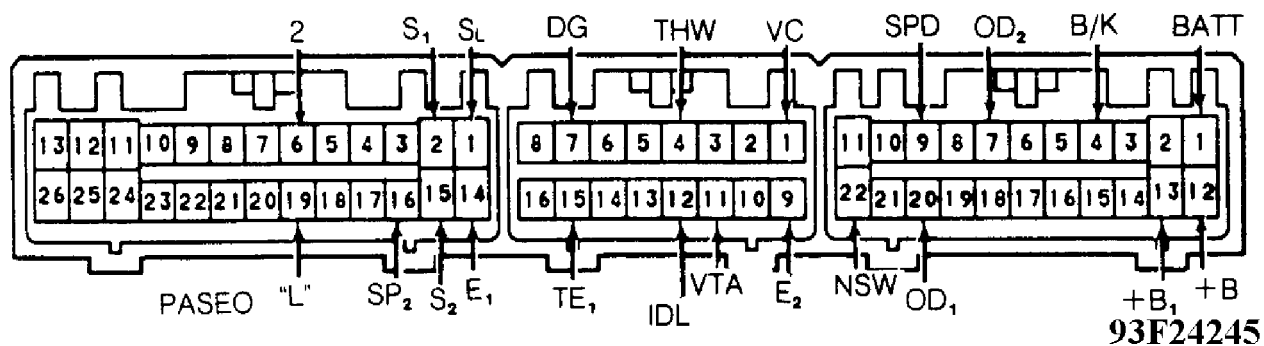 2 S₁ SL DG THW VC SPD OD₂ B/K BATT
13 12 11 10 9 8 7 6 5 4 3 2 1 8 7 6 5 4 3 2 1 11 10 9 8 7 6 5 4 3 2 1
26 25 24 23 22 21 20 19 18 17 16 15 14 16 15 14 13 12 11 10 9 22 21 20 19 18 17 16 15 14 13 12
PASEO "L" SP₂ S₂ E₁ TE₁ IDL VTA E₂ NSW OD₁ +B₁ +B
93F24245